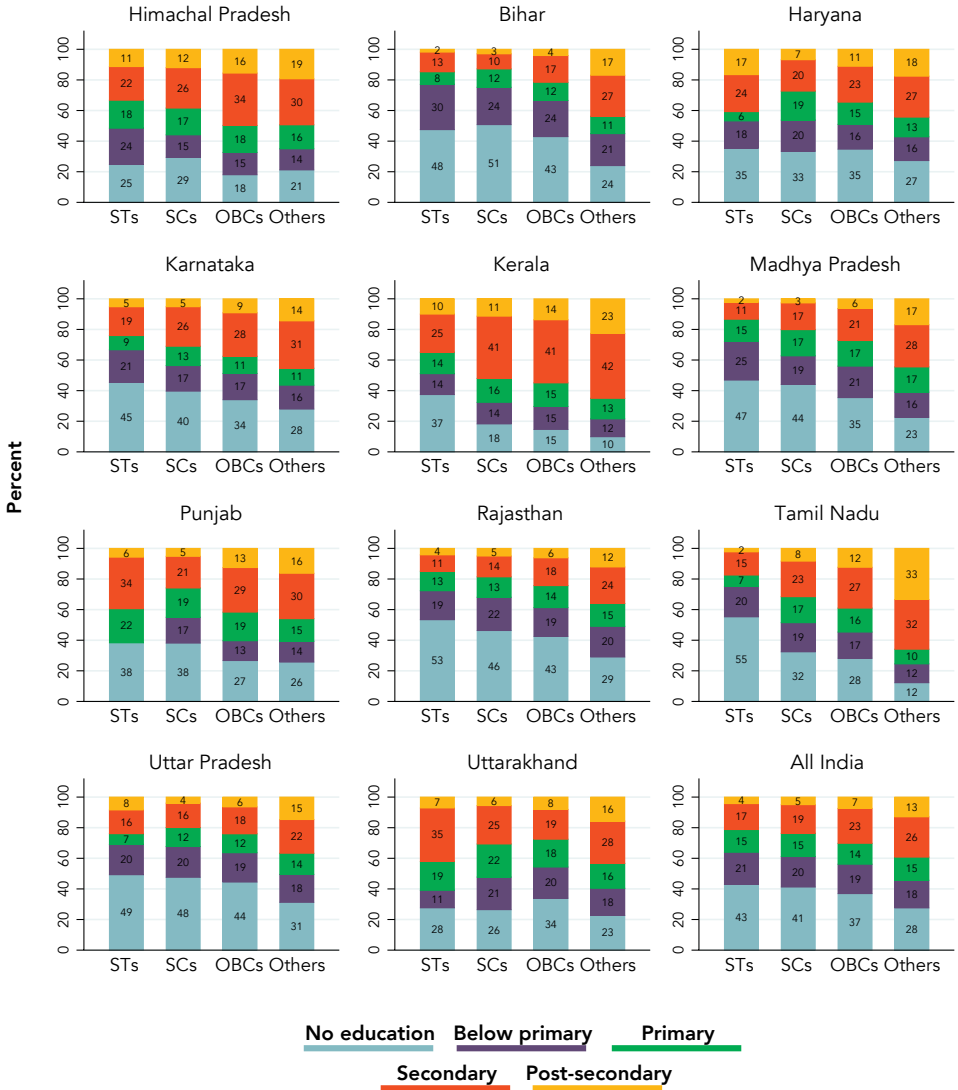 Himachal Pradesh Bihar Haryana
100 11 12 16 19 100 2 3 4 17 100 17 7 11 18
80 22 26 34 30 80 13 10 17 27 80 24 20 23 27
60 18 17 18 16 60 8 12 12 11 60 6 19 15 13
40 24 15 15 14 40 30 24 24 21 40 18 20 16 16
20 25 29 18 21 20 48 51 43 24 20 35 33 35 27
0 0 0
STs SCs OBCs Others STs SCs OBCs Others STs SCs OBCs Others
Karnataka Kerala Madhya Pradesh
100 5 5 9 14 100 10 11 14 23 100 2 3 6 17
80 19 26 28 31 80 25 41 41 42 80 11 17 21 28
60 9 13 11 11 60 14 16 15 13 60 15 17 17 17
40 21 17 17 16 40 14 14 15 12 40 25 19 21 16
20 45 40 34 28 20 37 18 15 10 20 47 44 35 23
0 0 0
STs SCs OBCs Others STs SCs OBCs Others STs SCs OBCs Others
Percent
Punjab Rajasthan Tamil Nadu
100 6 5 13 16 100 4 5 6 12 100 2 8 12 33
80 34 21 29 30 80 11 14 18 24 80 15 23 27 32
60 22 19 19 15 60 13 13 14 15 60 7 17 16 10
40 17 13 14 40 19 22 19 20 40 20 19 17 12
20 38 38 27 26 20 53 46 43 29 20 55 32 28 12
0 0 0
STs SCs OBCs Others STs SCs OBCs Others STs SCs OBCs Others
Uttar Pradesh Uttarakhand All India
100 8 4 6 15 100 7 6 8 16 100 4 5 7 13
80 16 16 18 22 80 35 25 19 28 80 17 19 23 26
60 7 12 12 14 60 19 22 18 16 60 15 15 14 15
40 20 20 19 18 40 11 21 20 18 40 21 20 19 18
20 49 48 44 31 20 28 26 34 23 20 43 41 37 28
0 0 0
STs SCs OBCs Others STs SCs OBCs Others STs SCs OBCs Others
No education Below primary Primary
Secondary Post-secondary